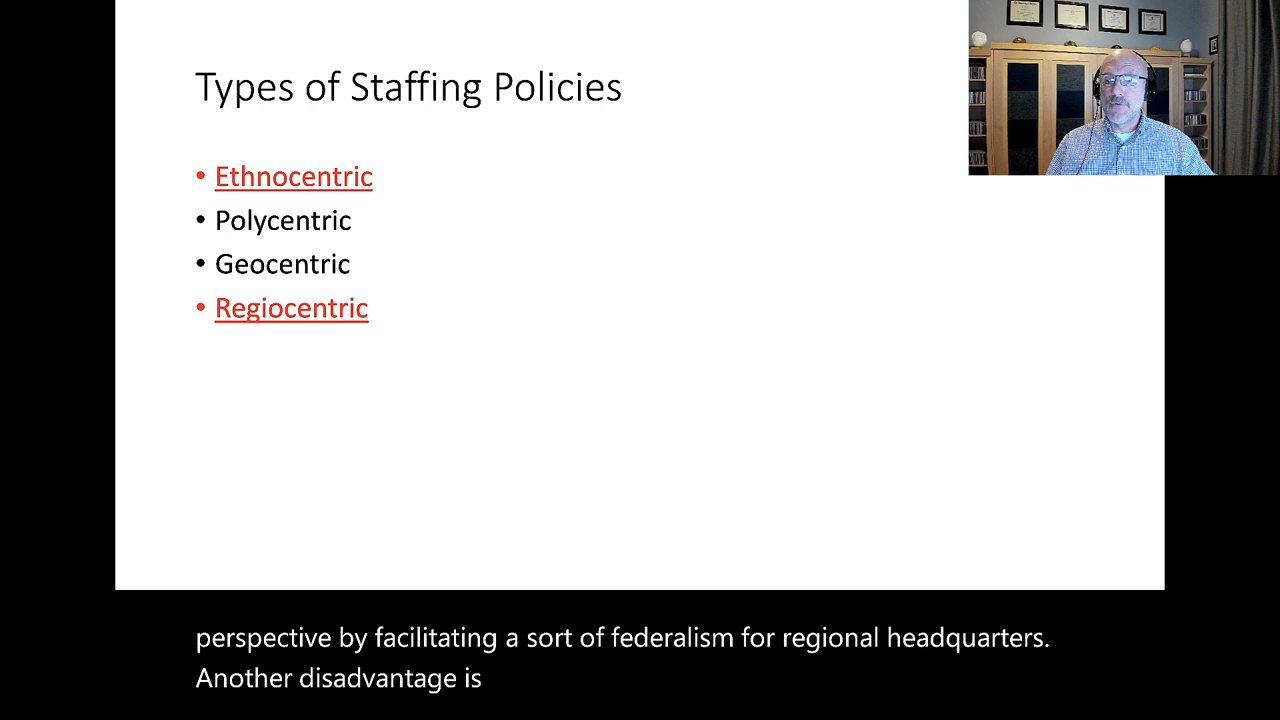 Types of Staffing Policies
• Ethnocentric
• Polycentric
• Geocentric
• Regiocentric
perspective by facilitating a sort of federalism for regional headquarters.
Another disadvantage is